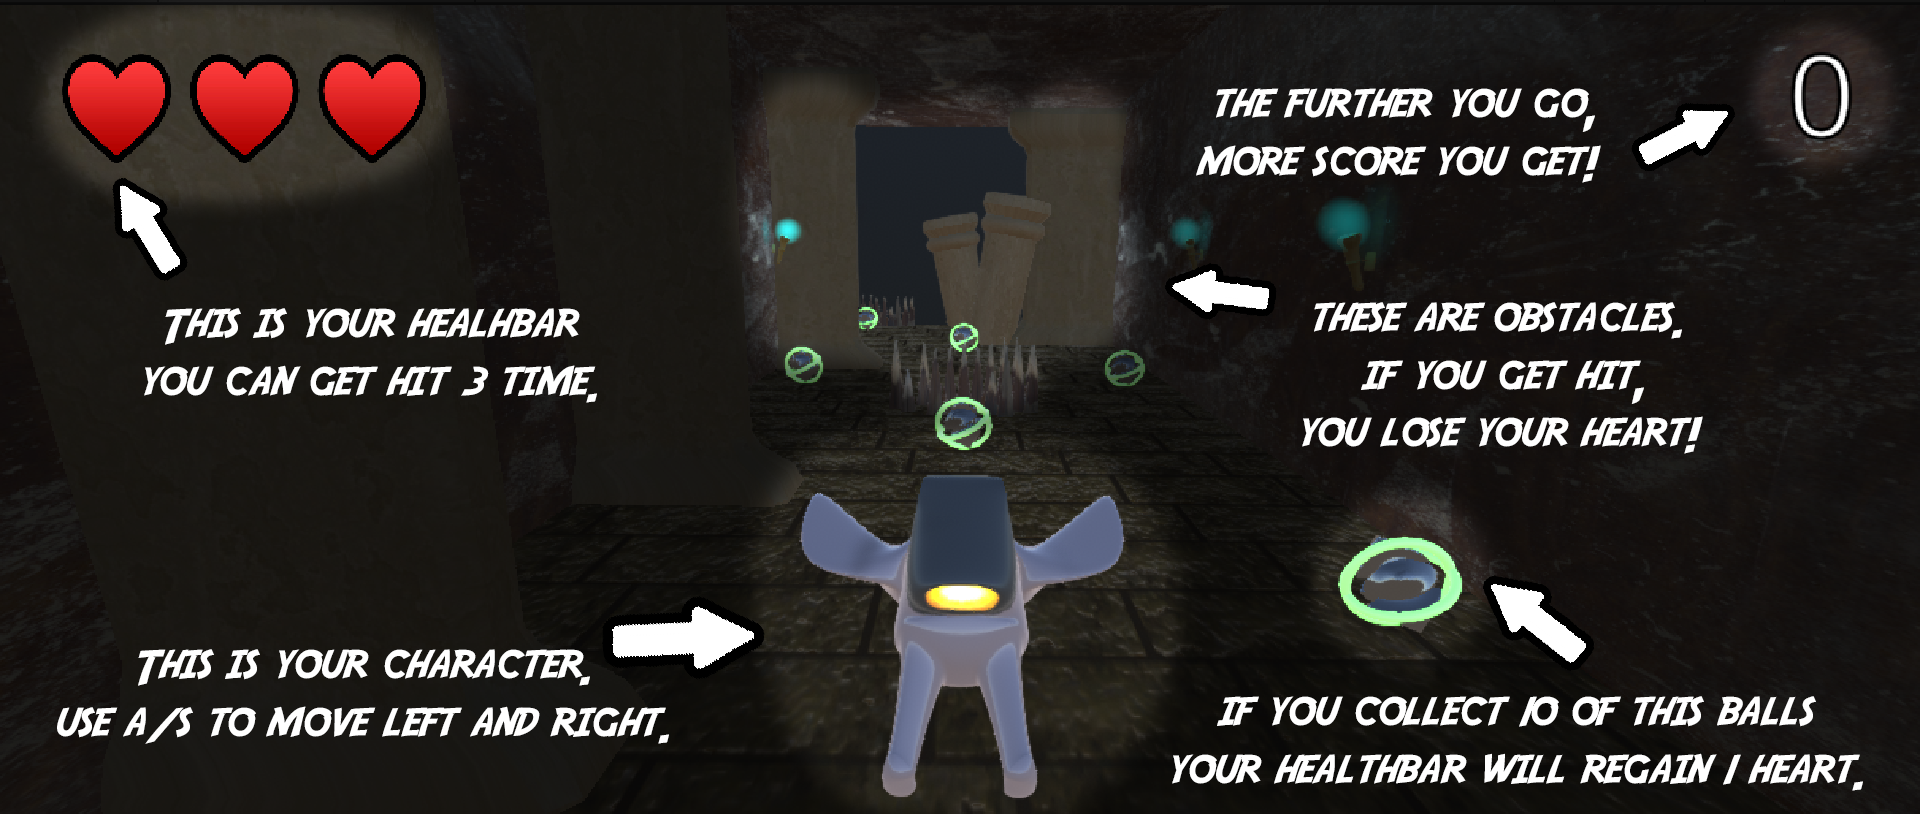 THE FURTHER YOU GO,
MORE SCORE YOU GET!
0
THIS IS YOUR HEALHBAR
YOU CAN GET HIT 3 TIME.
THESE ARE OBSTACLES.
IF YOU GET HIT,
YOU LOSE YOUR HEART!
THIS IS YOUR CHARACTER.
USE A/S TO MOVE LEFT AND RIGHT.
IF YOU COLLECT 10 OF THIS BALLS
YOUR HEALTHBAR WILL REGAIN 1 HEART.